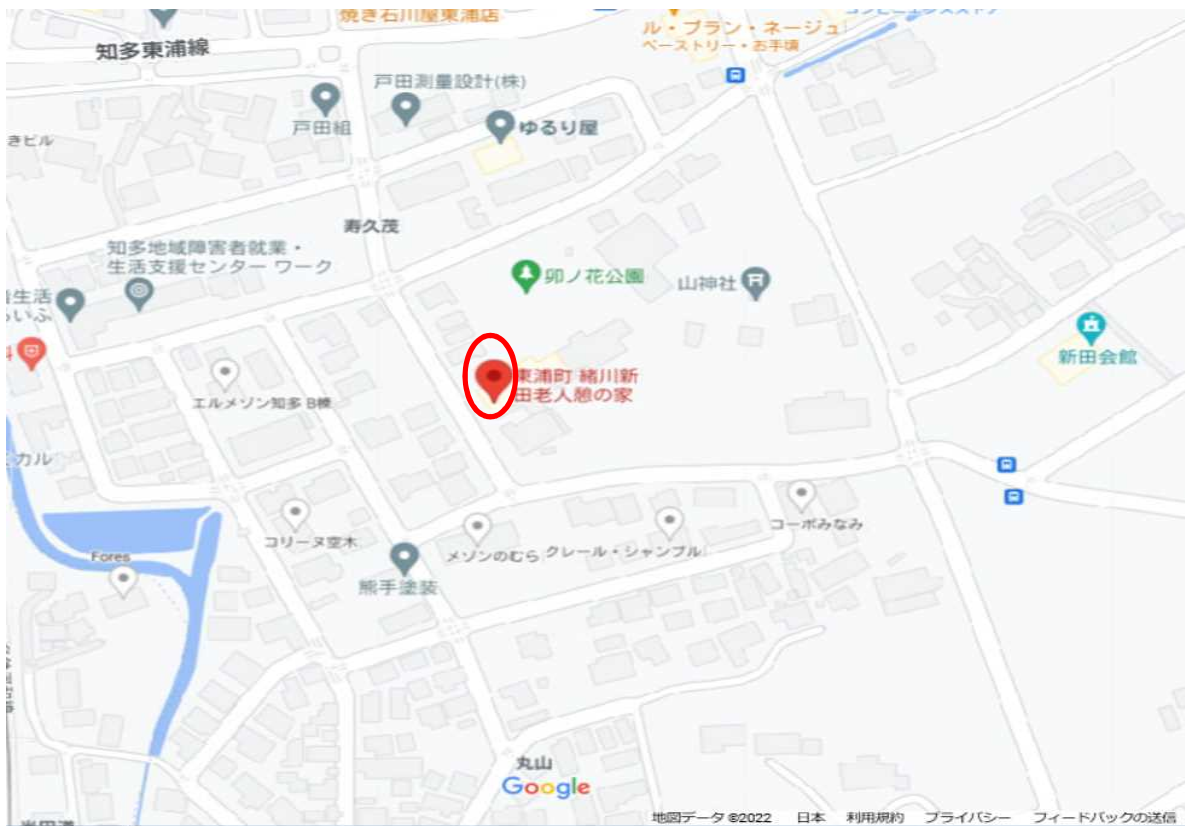 焼き石川屋東浦店
ル・ブラン・ネージュ
ペーストリー・お手頃
知多東浦線
戸田測量設計(株)
戸田組
ゆるり屋
きビル
寿久茂
知多地域障害者就業・
生活支援センター ワーク
卯ノ花公園
山神社
新田会館
エルメゾン知多 B棟
東浦町 緒川新
田老人憩の家
カル
コリーヌ空木
メゾンのむら
クレール・シャンブル
コーポみなみ
Fores
熊手塗装
丸山
Google
地図データ ©2022 日本 利用規約 プライバシー フィードバックの送信